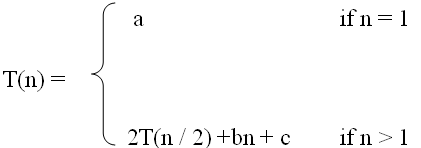 a if n = 1
T(n) =
2T(n / 2) +bn + c if n > 1